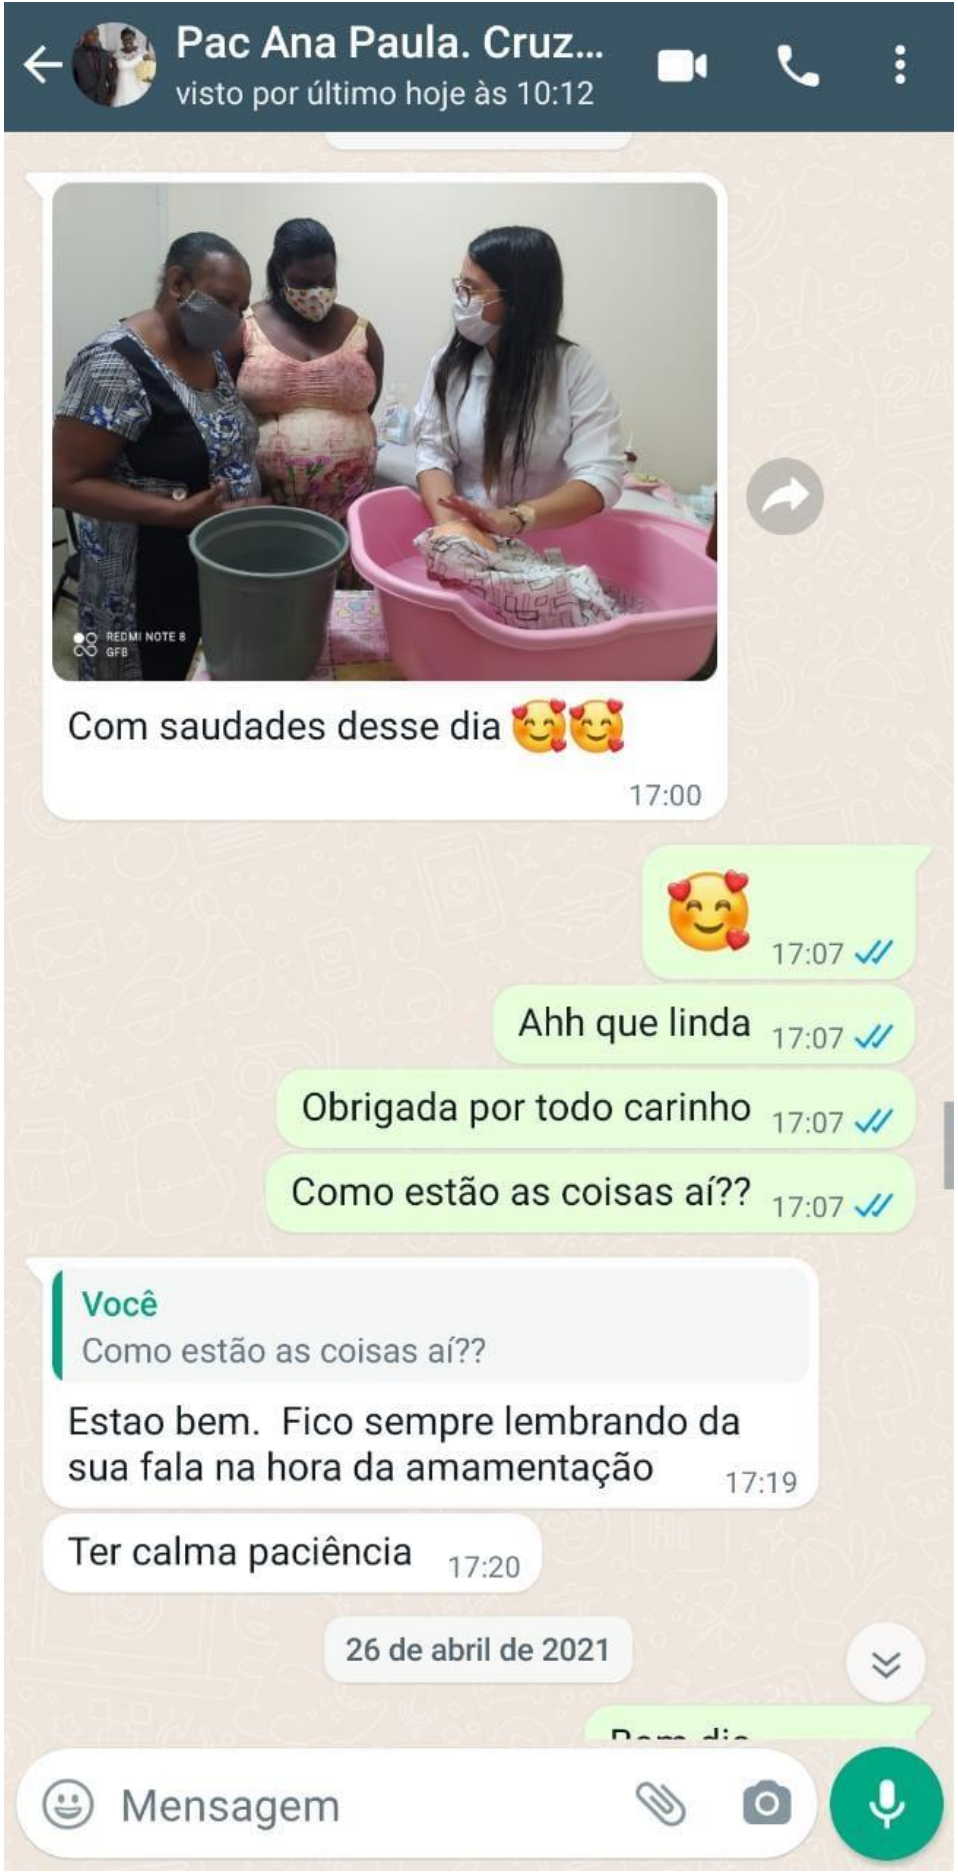 Pac Ana Paula. Cruz...
visto por último hoje às 10:12
REDMI NOTE 8
GFB
Com saudades desse dia 🥰🥰
17:00
🥰 17:07
Ahh que linda 17:07
Obrigada por todo carinho 17:07
Como estão as coisas aí?? 17:07
Você
Como estão as coisas aí??
Estao bem. Fico sempre lembrando da
sua fala na hora da amamentação 17:19
Ter calma paciência 17:20
26 de abril de 2021
Mensagem